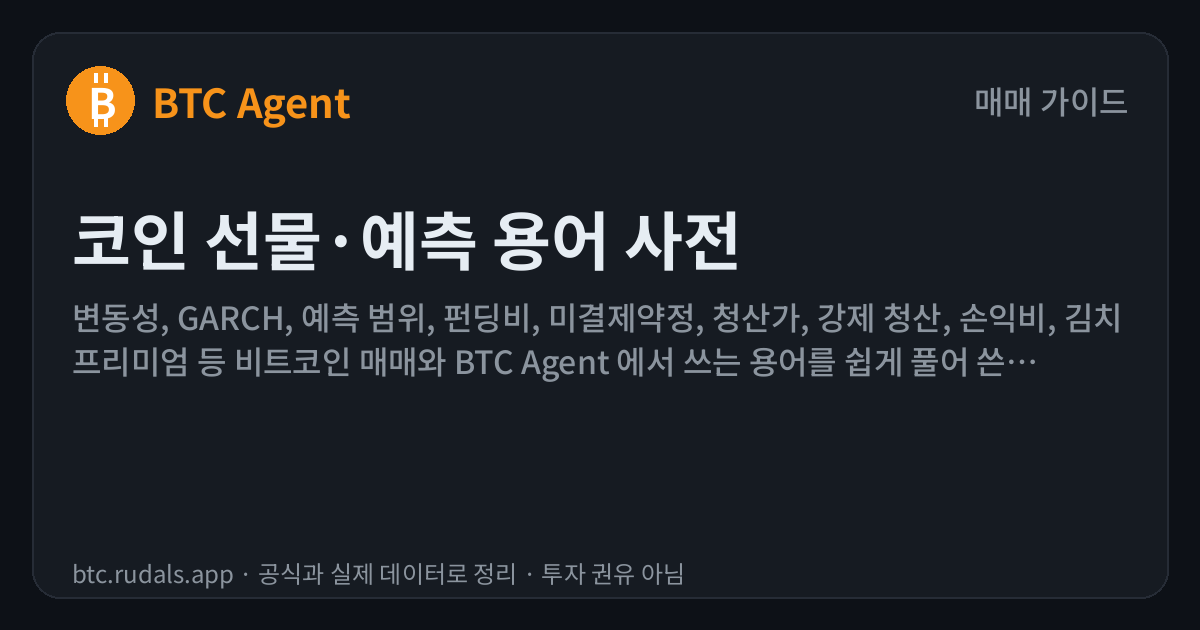 BTC Agent
매매 가이드
코인 선물·예측 용어 사전
변동성, GARCH, 예측 범위, 펀딩비, 미결제약정, 청산가, 강제 청산, 손익비, 김치
프리미엄 등 비트코인 매매와 BTC Agent 에서 쓰는 용어를 쉽게 풀어 쓴…
btc.rudals.app · 공식과 실제 데이터로 정리 · 투자 권유 아님